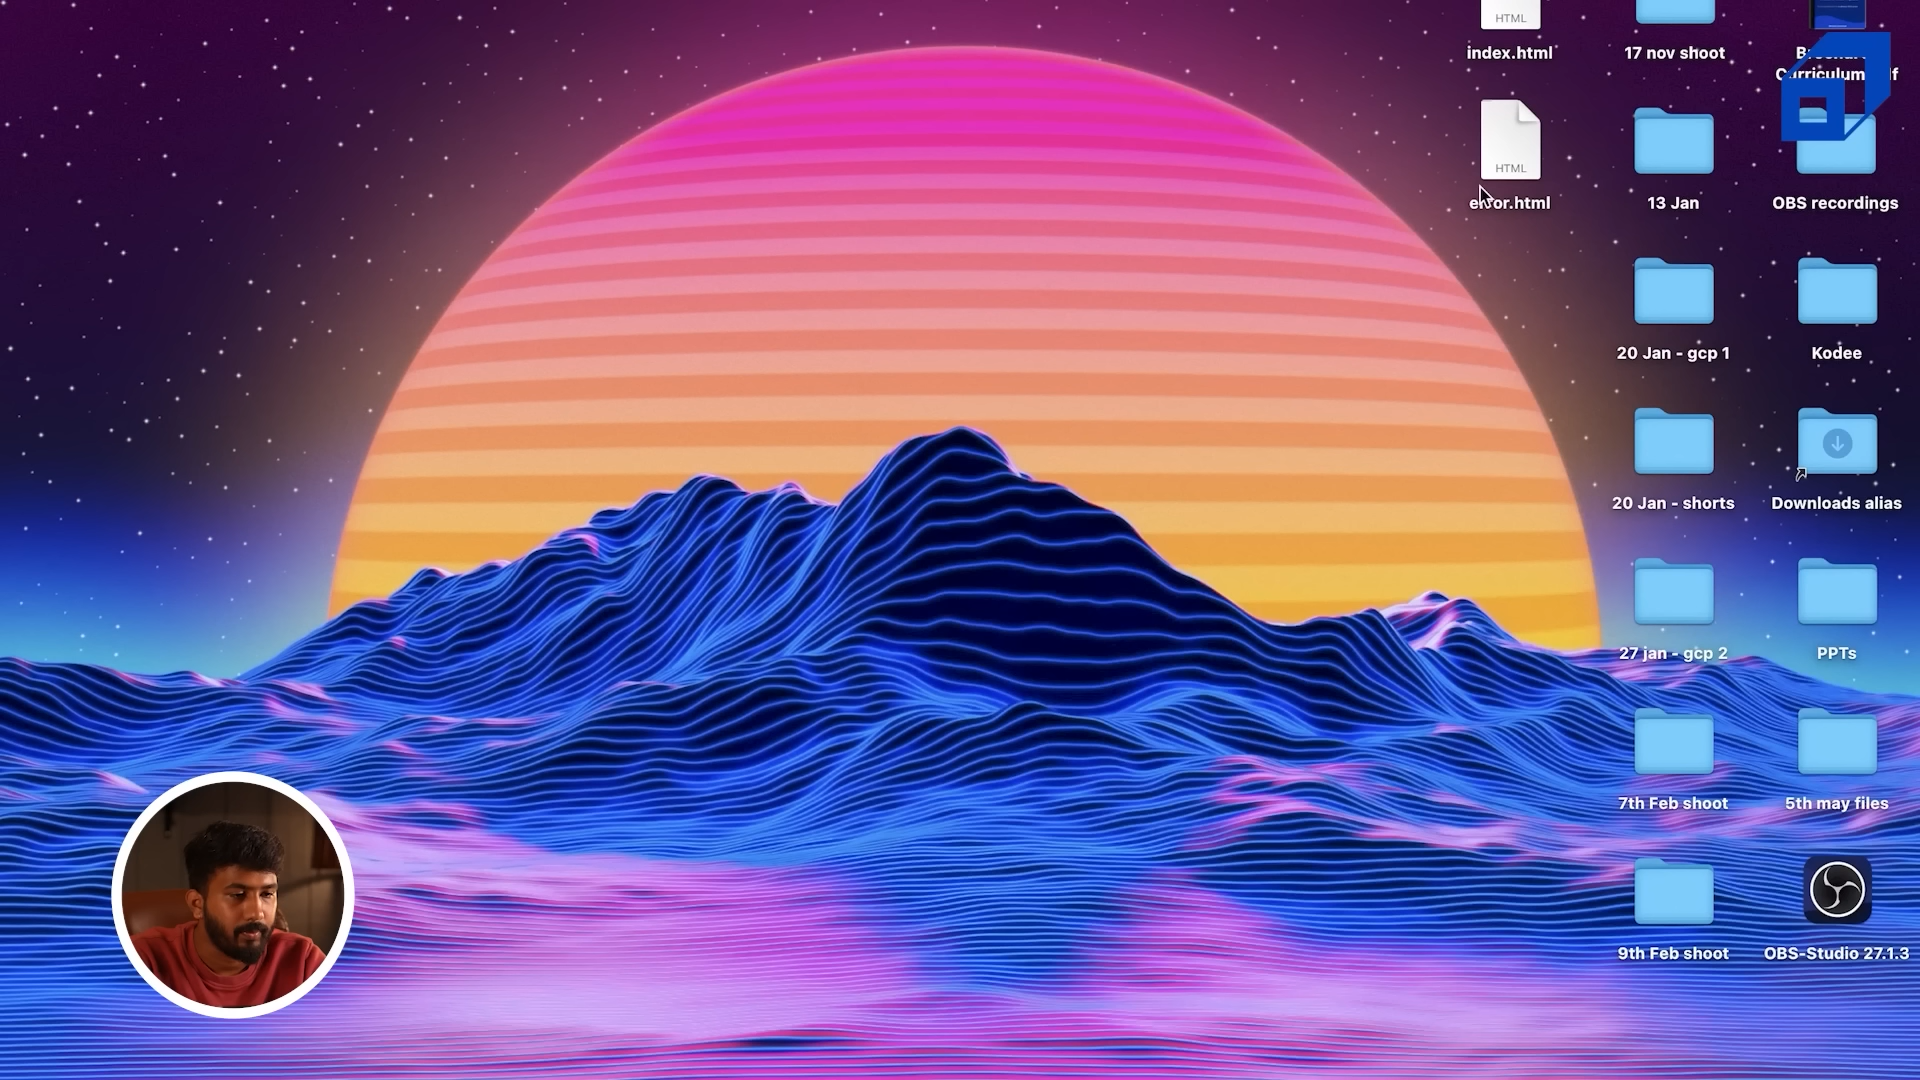 HTML
index.html
17 nov shoot
Curriculum
HTML
error.html
13 Jan
OBS recordings
20 Jan - gcp 1
Kodee
20 Jan - shorts
Downloads alias
27 jan - gcp 2
PPTs
7th Feb shoot
5th may files
9th Feb shoot
OBS-Studio 27.1.3